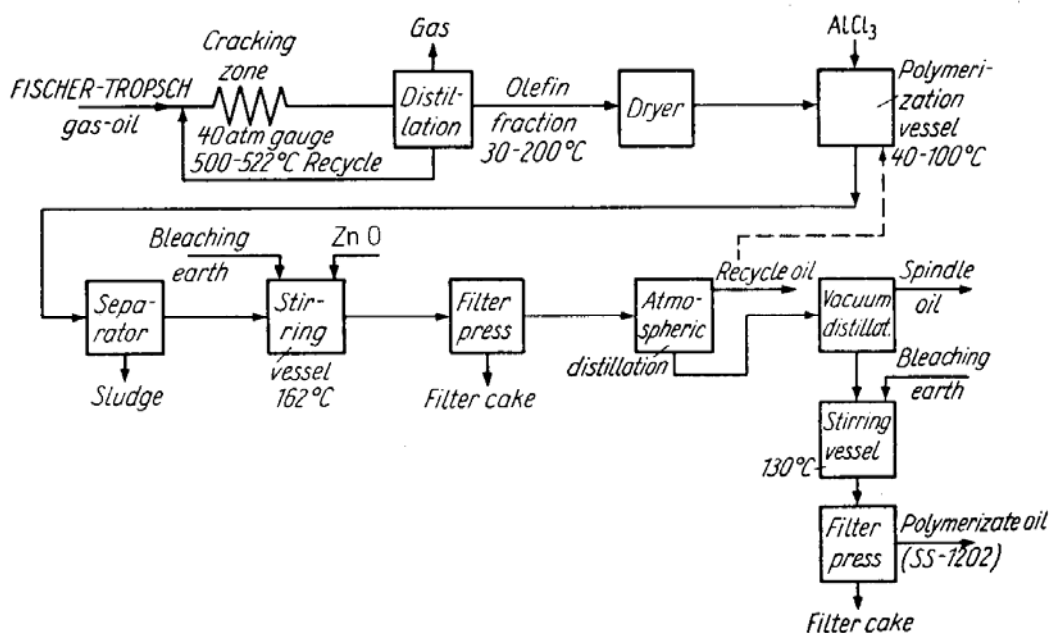 Gas
AlCl₃
Cracking
zone
FISCHER-TROPSCH
gas-oil
40 atm gauge
500-522°C Recycle
Distil-
lation
Olefin
fraction
30-200°C
Dryer
Polymeri-
zation
vessel
40-100°C
Bleaching
earth
Zn O
Sepa-
rator
Sludge
Stir-
ring
vessel
162°C
Filter
press
Filter cake
Atmo-
spheric
distillation
Recycle oil
Vacuum
distillat.
Spindle
oil
Bleaching
earth
Stirring
vessel
130°C
Filter
press
Polymerizate oil
(SS-1202)
Filter cake